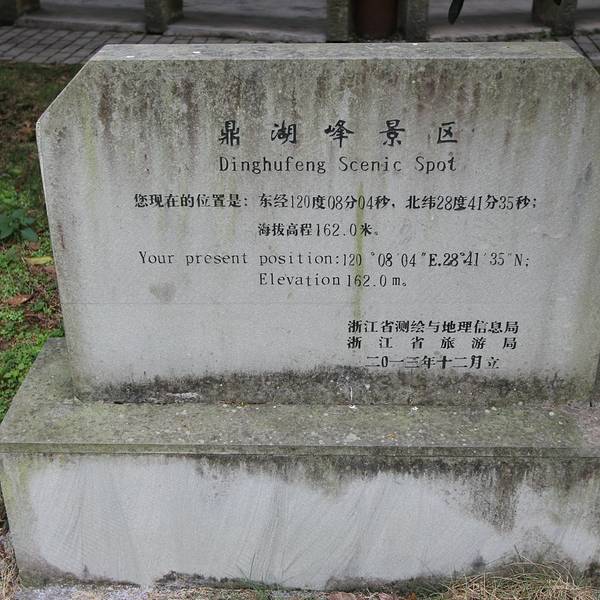 鼎湖峰景区
Dinghufeng Scenic Spot
您现在的位置是：东经120度08分04秒，北纬28度41分35秒；
海拔高程162.0米。
Your present position:120°08′04″E,28°41′35″N;
Elevation 162.0 m。
浙江省测绘与地理信息局
浙江省旅游局
二〇一三年十二月立